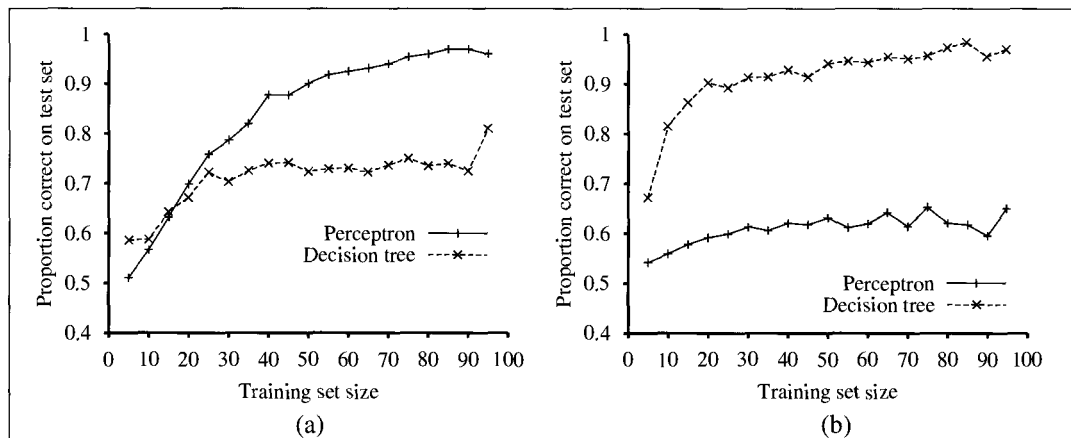 Proportion correct on test set
1
0.9
0.8
0.7
0.6
0.5
0.4
0 10 20 30 40 50 60 70 80 90 100
Training set size
Perceptron
Decision tree
(a)
Proportion correct on test set
1
0.9
0.8
0.7
0.6
0.5
0.4
0 10 20 30 40 50 60 70 80 90 100
Training set size
Perceptron
Decision tree
(b)